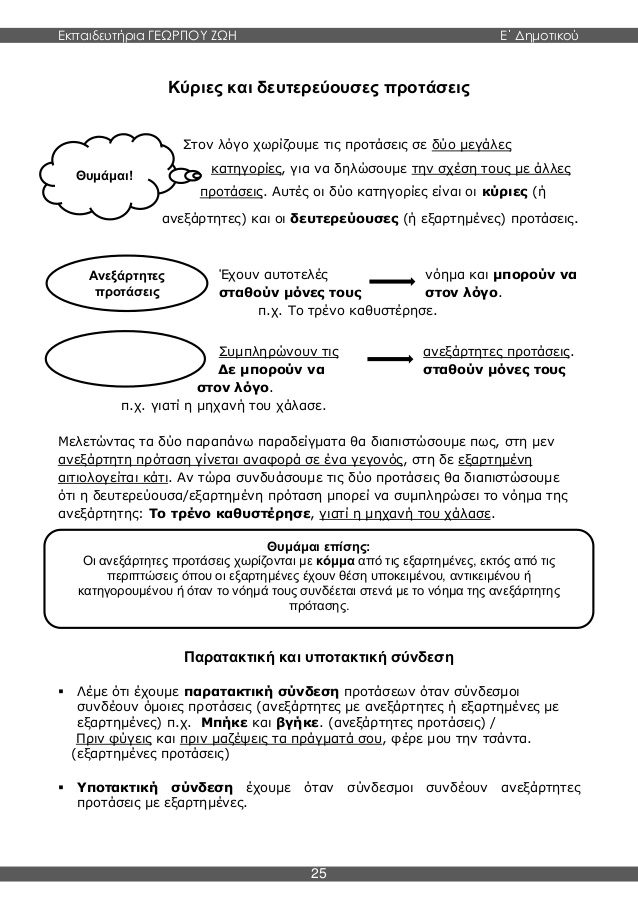 Εκπαιδευτήρια ΓΕΩΡΓΙΟΥ ΖΩΗ Ε΄ Δημοτικού
Κύριες και δευτερεύουσες προτάσεις
Θυμάμαι!
Στον λόγο χωρίζουμε τις προτάσεις σε δύο μεγάλες
κατηγορίες, για να δηλώσουμε την σχέση τους με άλλες
προτάσεις. Αυτές οι δύο κατηγορίες είναι οι κύριες (ή
ανεξάρτητες) και οι δευτερεύουσες (ή εξαρτημένες) προτάσεις.
Ανεξάρτητες
προτάσεις
Έχουν αυτοτελές νόημα και μπορούν να
σταθούν μόνες τους στον λόγο.
π.χ. Το τρένο καθυστέρησε.
Συμπληρώνουν τις ανεξάρτητες προτάσεις.
Δε μπορούν να σταθούν μόνες τους
στον λόγο.
π.χ. γιατί η μηχανή του χάλασε.
Μελετώντας τα δύο παραπάνω παραδείγματα θα διαπιστώσουμε πως, στη μεν
ανεξάρτητη πρόταση γίνεται αναφορά σε ένα γεγονός, στη δε εξαρτημένη
αιτιολογείται κάτι. Αν τώρα συνδυάσουμε τις δύο προτάσεις θα διαπιστώσουμε
ότι η δευτερεύουσα/εξαρτημένη πρόταση μπορεί να συμπληρώσει το νόημα της
ανεξάρτητης: Το τρένο καθυστέρησε, γιατί η μηχανή του χάλασε.
Θυμάμαι επίσης:
Οι ανεξάρτητες προτάσεις χωρίζονται με κόμμα από τις εξαρτημένες, εκτός από τις
περιπτώσεις όπου οι εξαρτημένες έχουν θέση υποκειμένου, αντικειμένου ή
κατηγορουμένου ή όταν το νόημά τους συνδέεται στενά με το νόημα της ανεξάρτητης
πρότασης.
Παρατακτική και υποτακτική σύνδεση
▪ Λέμε ότι έχουμε παρατακτική σύνδεση προτάσεων όταν σύνδεσμοι
συνδέουν όμοιες προτάσεις (ανεξάρτητες με ανεξάρτητες ή εξαρτημένες με
εξαρτημένες) π.χ. Μπήκε και βγήκε. (ανεξάρτητες προτάσεις) /
Πριν φύγεις και πριν μαζέψεις τα πράγματά σου, φέρε μου την τσάντα.
(εξαρτημένες προτάσεις)
▪ Υποτακτική σύνδεση έχουμε όταν σύνδεσμοι συνδέουν ανεξάρτητες
προτάσεις με εξαρτημένες.
25